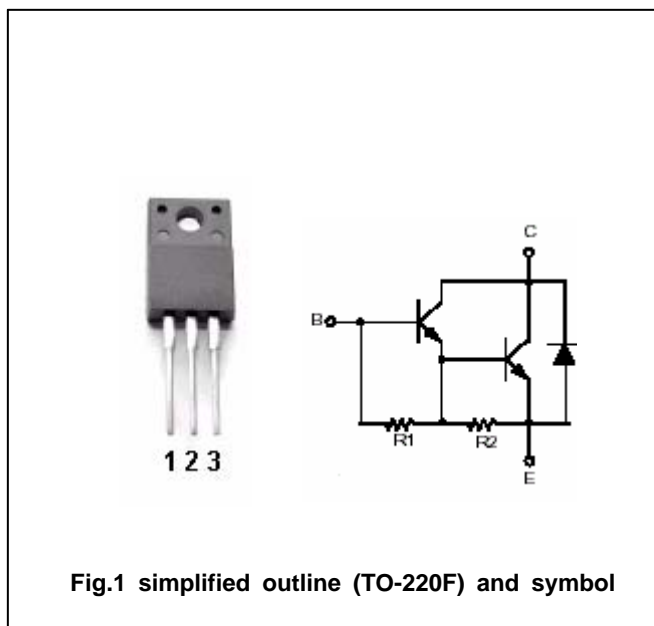 C
B
R1
R2
E
1 2 3
Fig.1 simplified outline (TO-220F) and symbol